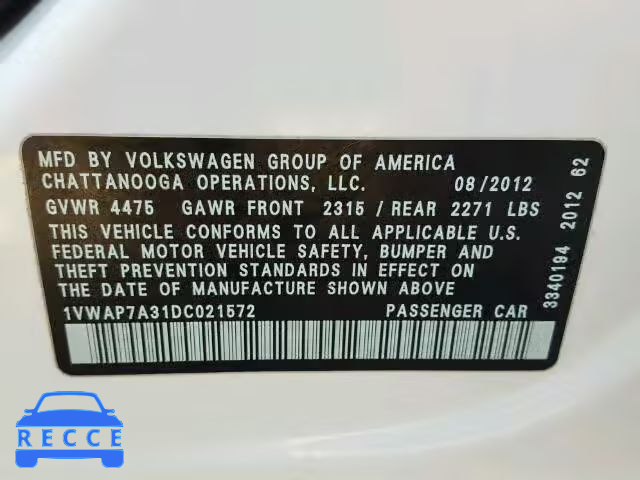 MFD BY VOLKSWAGEN GROUP OF AMERICA
CHATTANOOGA OPERATIONS, LLC. 08/2012
GVWR 4475 GAWR FRONT 2315 / REAR 2271 LBS
THIS VEHICLE CONFORMS TO ALL APPLICABLE U.S.
FEDERAL MOTOR VEHICLE SAFETY, BUMPER AND
THEFT PREVENTION STANDARDS IN EFFECT ON
THE DATE OF MANUFACTURE SHOWN ABOVE
1VWAP7A31DC021572 PASSENGER CAR
3340194 2012 62
RECCE